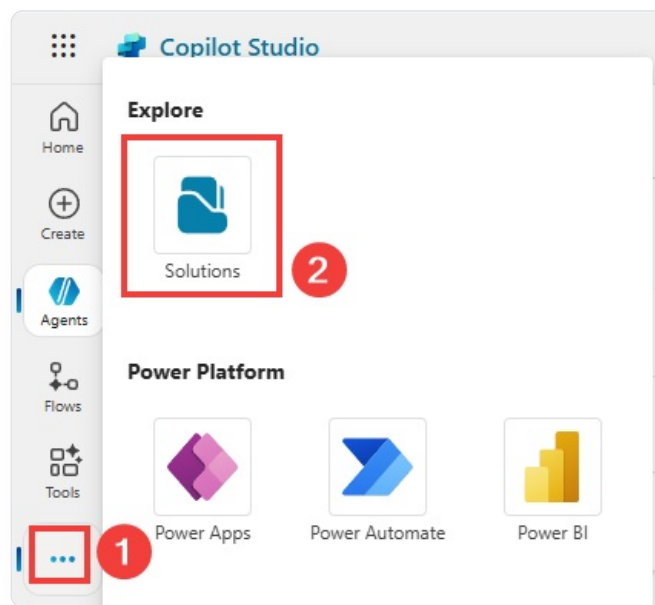 Copilot Studio
Home
Create
Agents
Flows
Tools
Explore
Solutions
2
Power Platform
Power Apps
Power Automate
Power BI
1